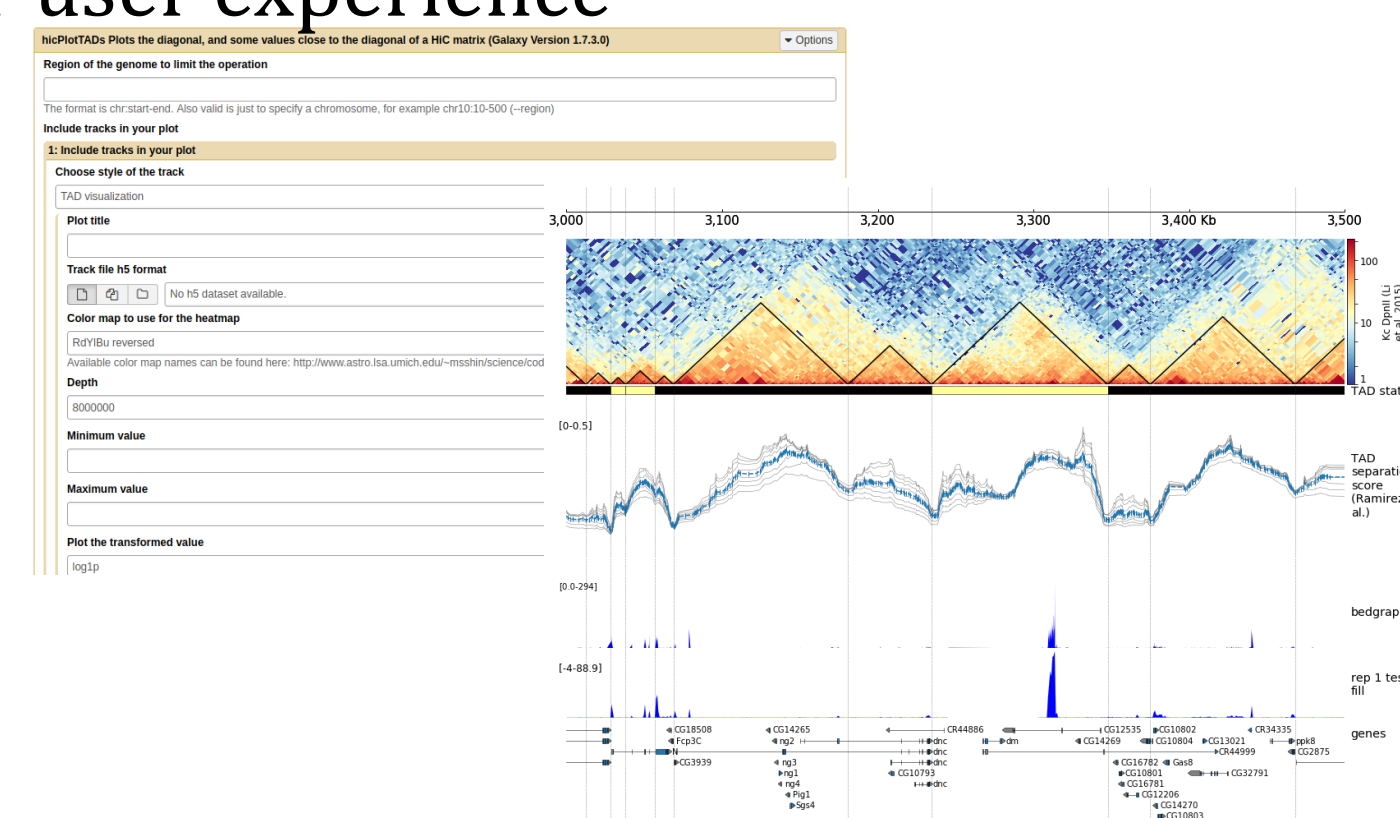 user experience
hicPlotTADs Plots the diagonal, and some values close to the diagonal of a HiC matrix (Galaxy Version 1.7.3.0)
Options
Region of the genome to limit the operation
The format is chr:start-end. Also valid is just to specify a chromosome, for example chr10:10-500 (--region)
Include tracks in your plot
1: Include tracks in your plot
Choose style of the track
TAD visualization
Plot title
Track file h5 format
No h5 dataset available.
Color map to use for the heatmap
RdYlBu reversed
Available color map names can be found here: http://www.astro.lsa.umich.edu/~msshin/science/cod
Depth
8000000
Minimum value
Maximum value
Plot the transformed value
log1p
3,000 3,100 3,200 3,300 3,400 Kb 3,500
100
10
1
Kc DpnII (Li
et al. 2015)
TAD stat
[0-0.5]
TAD
separati
score
(Ramirez
al.)
[0.0-294]
bedgrap
[-4-88.9]
rep 1 tes
fill
genes
CG18508 CG14265 CR44886 CG12535 CG10802 CR34335
Fcp3C ng2 dnc dm CG14269 CG10804 CG13021 ppk8
N dnc CR44999 CG2875
CG3939 ng3 dnc CG16782 Gas8
ng1 CG10793 CG10801 CG32791
ng4 dnc CG16781
Pig1 CG12206
Sgs4 CG14270
CG10803